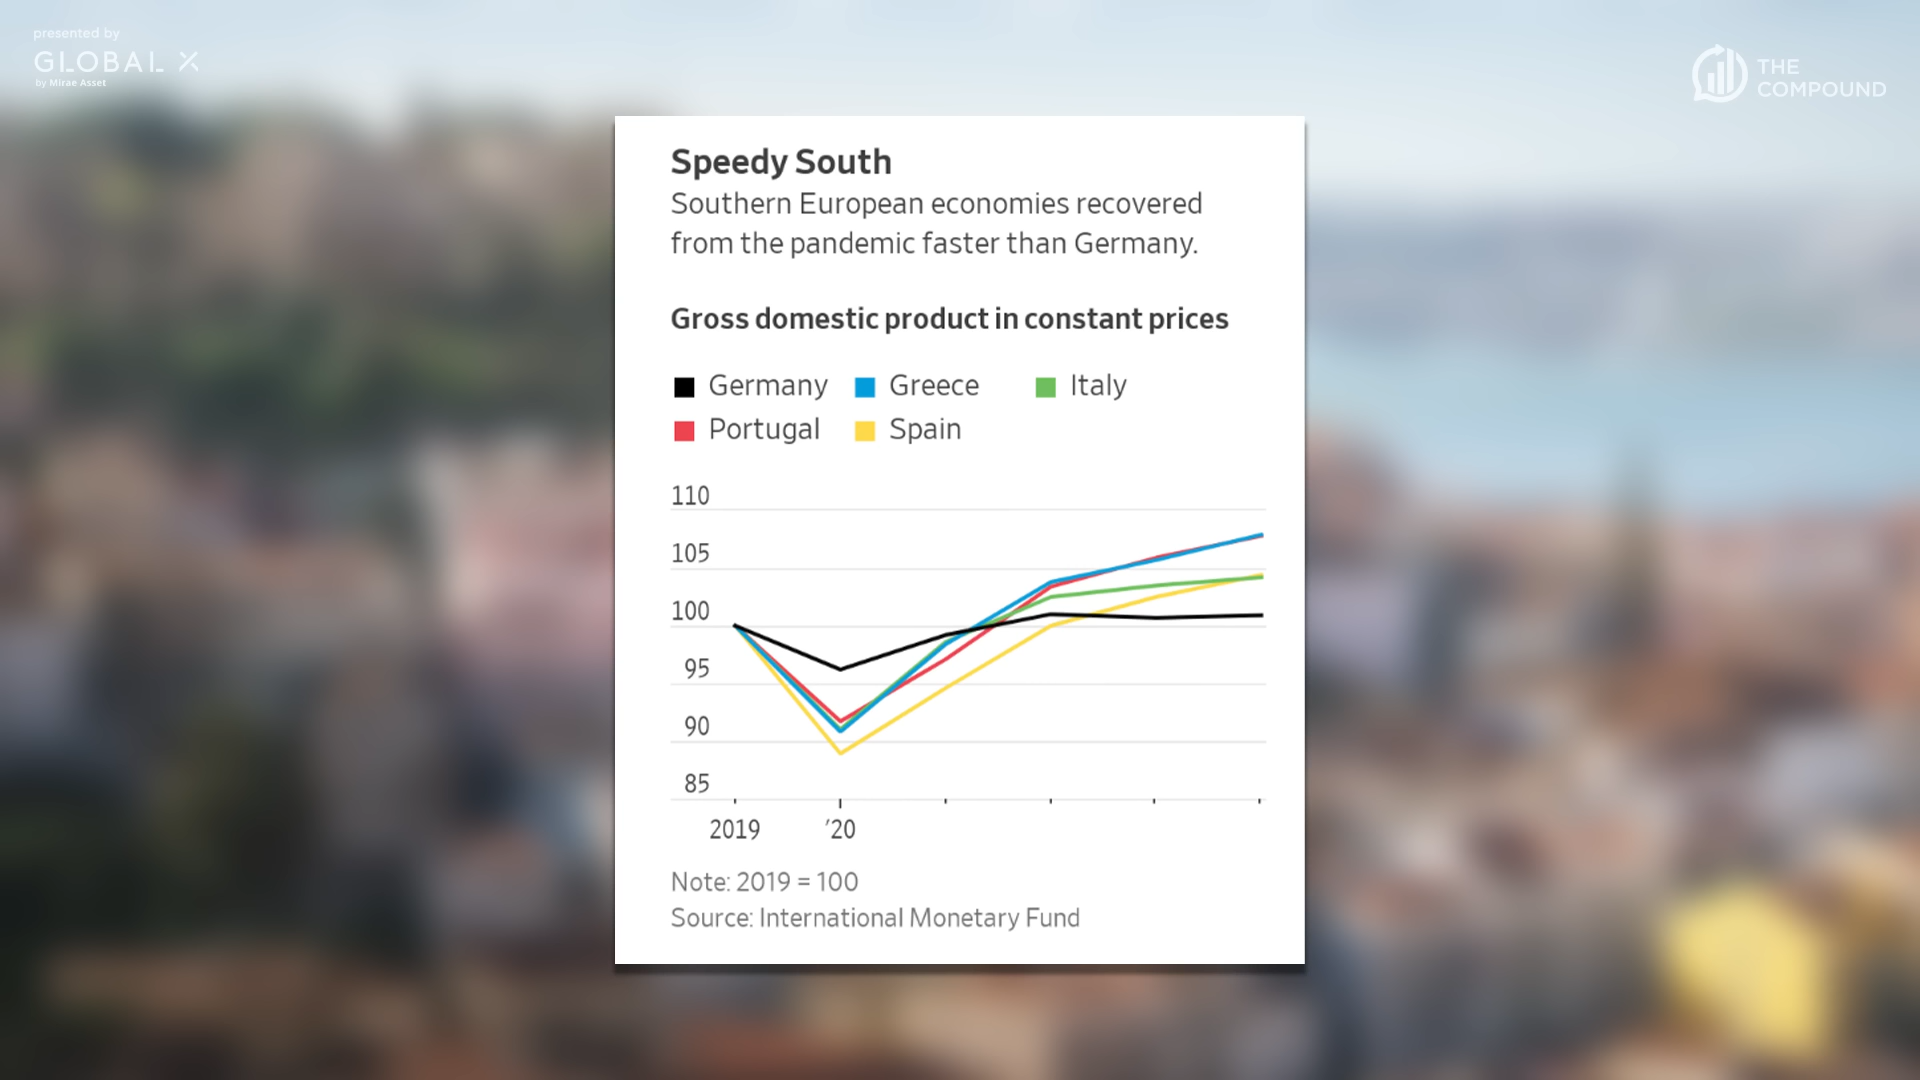 presented by
GLOBAL X
by Mirae Asset
THE
COMPOUND
Speedy South
Southern European economies recovered
from the pandemic faster than Germany.
Gross domestic product in constant prices
Germany Greece Italy
Portugal Spain
110
105
100
95
90
85
2019 '20
Note: 2019 = 100
Source: International Monetary Fund